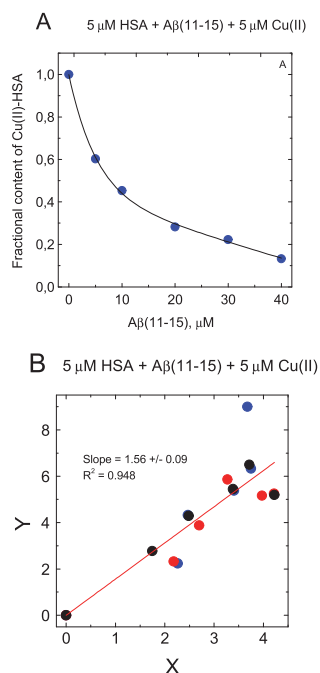 A
5 µM HSA + Aβ(11-15) + 5 µM Cu(II)
A
Fractional content of Cu(II)-HSA
1,0
0,8
0,6
0,4
0,2
0,0
0 10 20 30 40
Aβ(11-15), µM
B
5 µM HSA + Aβ(11-15) + 5 µM Cu(II)
Slope = 1.56 +/- 0.09
R² = 0.948
Y
8
6
4
2
0
0 1 2 3 4
X